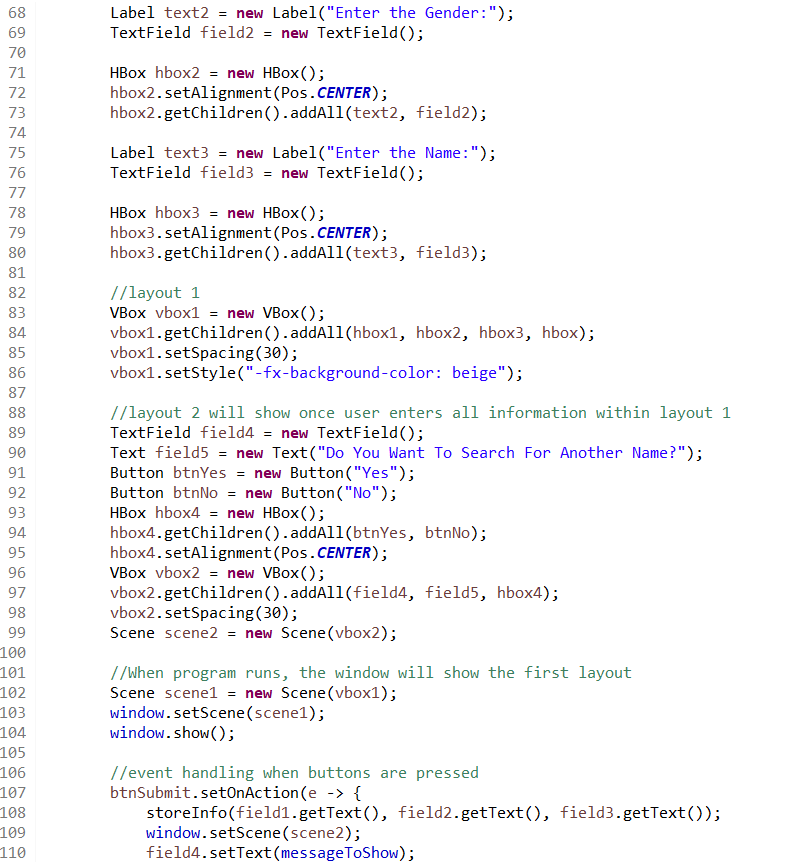 68 Label text2 = new Label("Enter the Gender:");
69 TextField field2 = new TextField();
70
71 HBox hbox2 = new HBox();
72 hbox2.setAlignment(Pos.CENTER);
73 hbox2.getChildren().addAll(text2, field2);
74
75 Label text3 = new Label("Enter the Name:");
76 TextField field3 = new TextField();
77
78 HBox hbox3 = new HBox();
79 hbox3.setAlignment(Pos.CENTER);
80 hbox3.getChildren().addAll(text3, field3);
81
82 //layout 1
83 VBox vbox1 = new VBox();
84 vbox1.getChildren().addAll(hbox1, hbox2, hbox3, hbox);
85 vbox1.setSpacing(30);
86 vbox1.setStyle("-fx-background-color: beige");
87
88 //layout 2 will show once user enters all information within layout 1
89 TextField field4 = new TextField();
90 Text field5 = new Text("Do You Want To Search For Another Name?");
91 Button btnYes = new Button("Yes");
92 Button btnNo = new Button("No");
93 HBox hbox4 = new HBox();
94 hbox4.getChildren().addAll(btnYes, btnNo);
95 hbox4.setAlignment(Pos.CENTER);
96 VBox vbox2 = new VBox();
97 vbox2.getChildren().addAll(field4, field5, hbox4);
98 vbox2.setSpacing(30);
99 Scene scene2 = new Scene(vbox2);
100
101 //When program runs, the window will show the first layout
102 Scene scene1 = new Scene(vbox1);
103 window.setScene(scene1);
104 window.show();
105
106 //event handling when buttons are pressed
107 btnSubmit.setOnAction(e -> {
108 storeInfo(field1.getText(), field2.getText(), field3.getText());
109 window.setScene(scene2);
110 field4.setText(messageToShow);